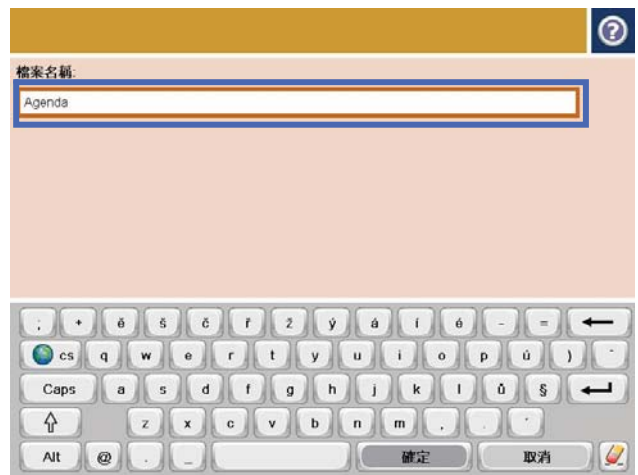 ?
檔案名稱:
Agenda
; + ě š č ř ž ý á í é - =
cs q w e r t y u i o p ú )
Caps a s d f g h j k l ů §
z x c v b n m , . ´
Alt @ . _ 確定 取消